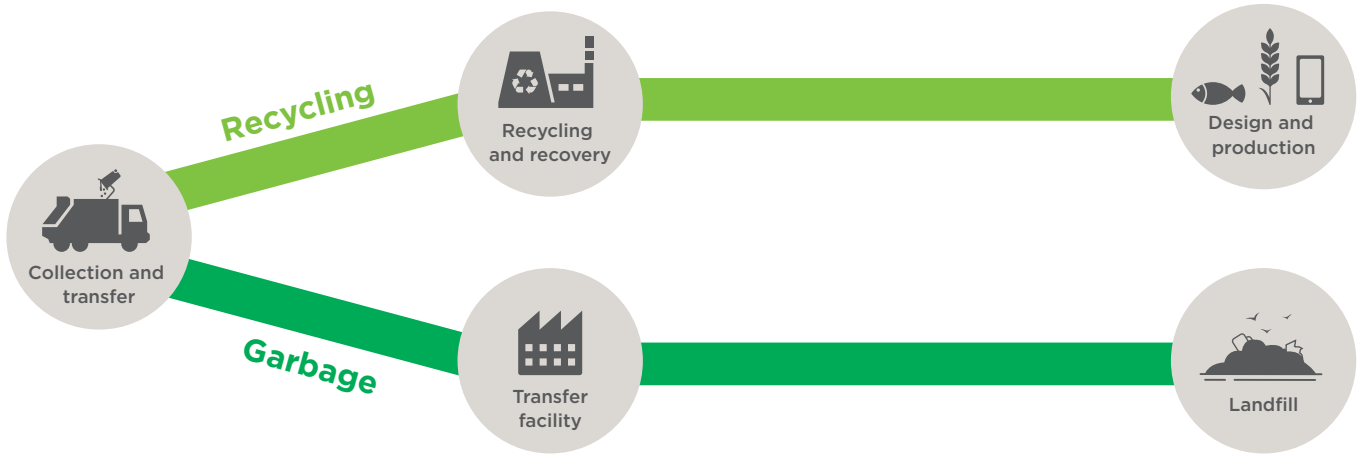 Recycling
Recycling
and recovery
Design and
production
Collection and
transfer
Garbage
Transfer
facility
Landfill